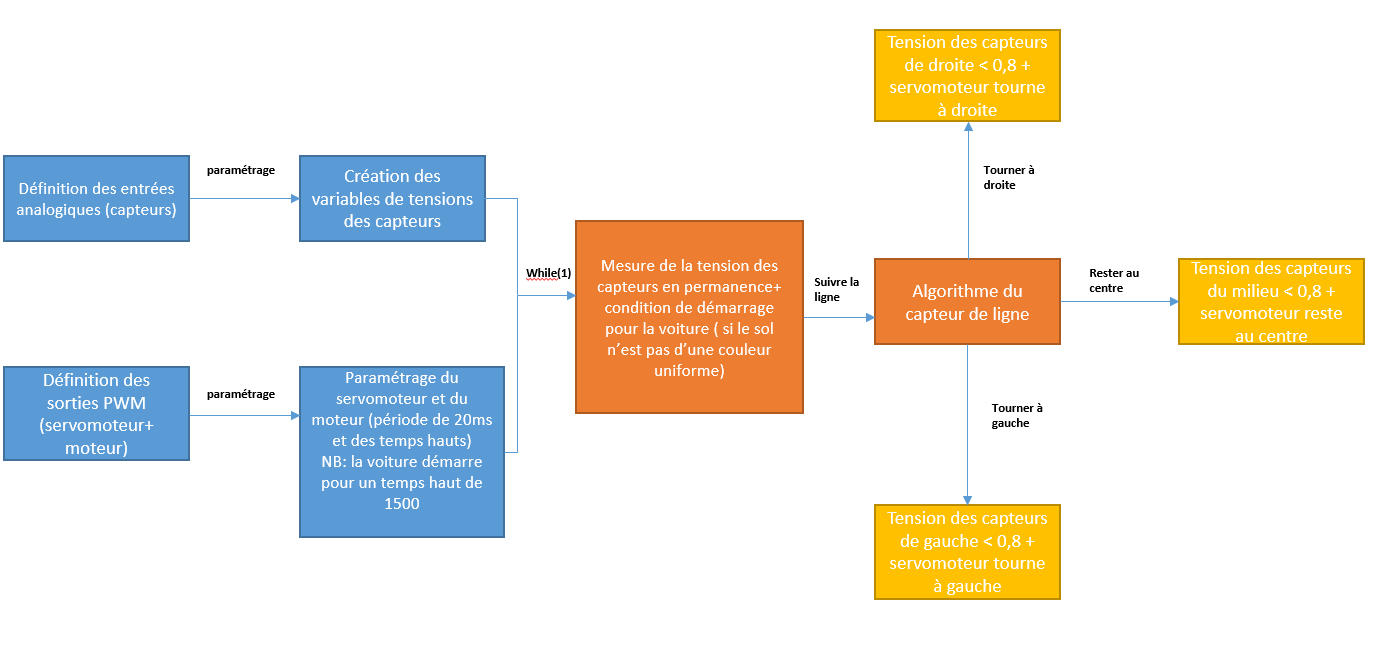 Tension des capteurs
de droite < 0,8 +
servomoteur tourne
à droite
Tourner à
droite
Définition des entrées
analogiques (capteurs)
paramétrage
Création des
variables de tensions
des capteurs
While(1)
Mesure de la tension des
capteurs en permanence+
condition de démarrage
pour la voiture ( si le sol
n’est pas d’une couleur
uniforme)
Suivre la
ligne
Algorithme du
capteur de ligne
Rester au
centre
Tension des capteurs
du milieu < 0,8 +
servomoteur reste
au centre
Définition des
sorties PWM
(servomoteur+
moteur)
paramétrage
Paramétrage du
servomoteur et du
moteur (période de 20ms
et des temps hauts)
NB: la voiture démarre
pour un temps haut de
1500
Tourner à
gauche
Tension des capteurs
de gauche < 0,8 +
servomoteur tourne
à gauche